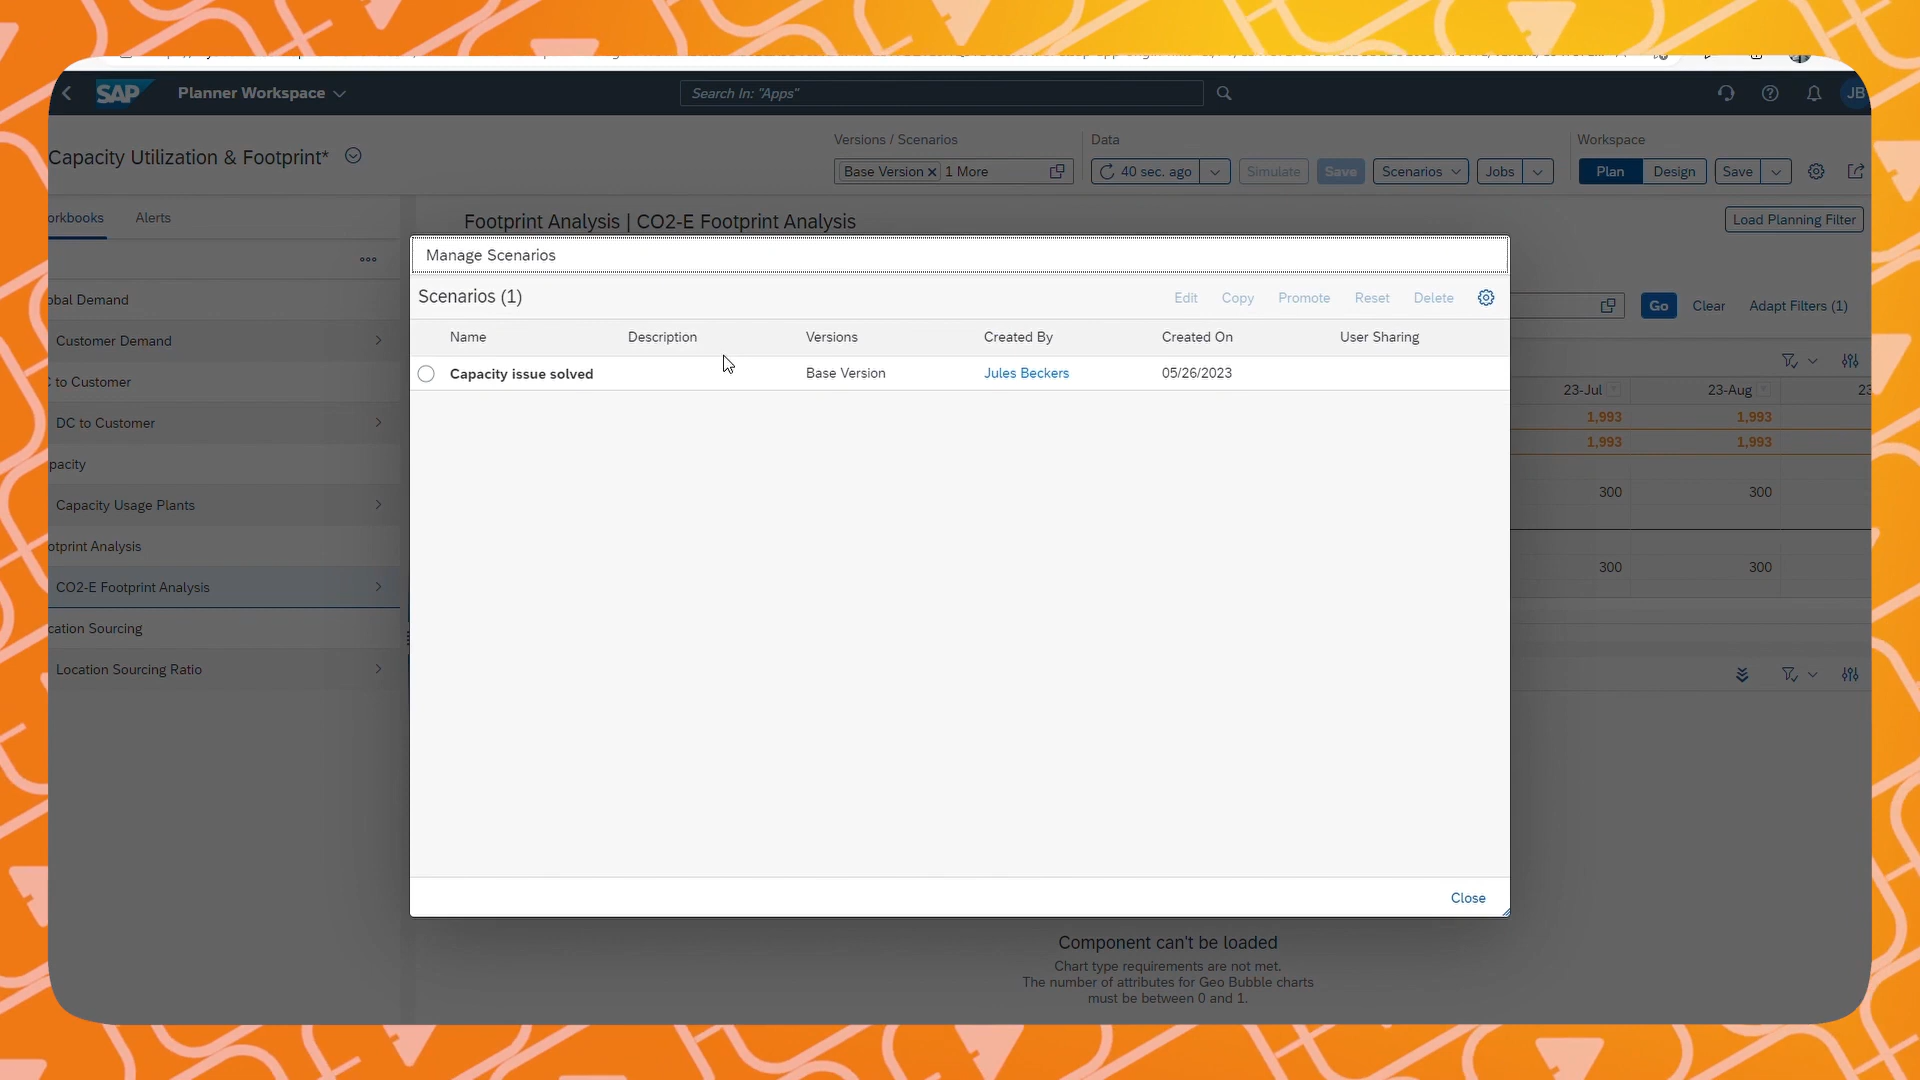 SAP
Planner Workspace
Search In: "Apps"
JB
Capacity Utilization & Footprint*
Versions / Scenarios
Base Version
1 More
Data
40 sec. ago
Simulate
Save
Scenarios
Jobs
Workspace
Plan
Design
Save
orkbooks
Alerts
Footprint Analysis | CO2-E Footprint Analysis
Load Planning Filter
obal Demand
Customer Demand
to Customer
DC to Customer
pacity
Capacity Usage Plants
otprint Analysis
CO2-E Footprint Analysis
cation Sourcing
Location Sourcing Ratio
Manage Scenarios
Scenarios (1)
Edit
Copy
Promote
Reset
Delete
Name
Description
Versions
Created By
Created On
User Sharing
Capacity issue solved
Base Version
Jules Beckers
05/26/2023
Close
Go
Clear
Adapt Filters (1)
23-Jul
23-Aug
23
1,993
1,993
1,993
1,993
300
300
300
300
Component can't be loaded
Chart type requirements are not met.
The number of attributes for Geo Bubble charts
must be between 0 and 1.